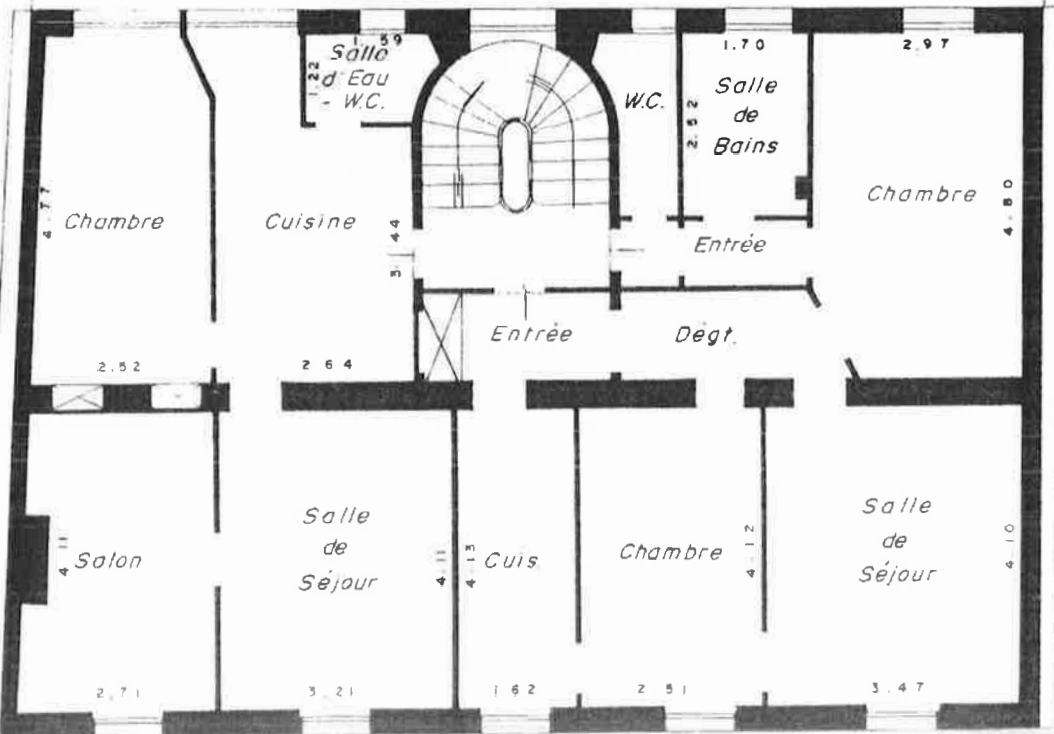 1.59
Salle
d'Eau
- W.C.
1.22
W.C.
1.70
Salle
de
Bains
2.52
2.97
Chambre
4.80
4.77
Chambre
Cuisine
3.44
Entrée
Entrée
Dégt.
2.52
2.64
Salon
4.11
2.71
Salle
de
Séjour
4.11
3.21
4.13
Cuis
1.62
Chambre
4.12
2.51
Salle
de
Séjour
4.10
3.47